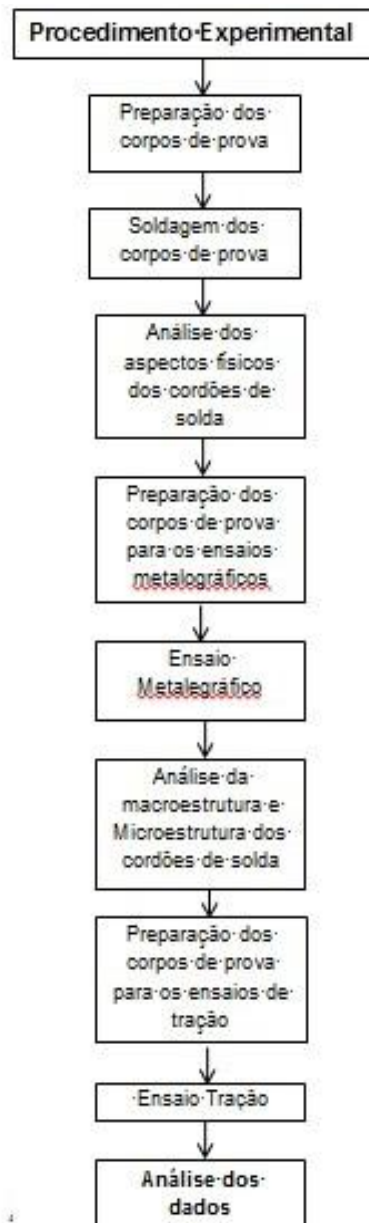 Procedimento·Experimental
Preparação·dos·
corpos·de·prova
Soldagem·dos·
corpos·de·prova
Análise·dos·
aspectos·físicos·
dos·cordões·de·
solda
Preparação·dos·
corpos·de·prova·
para·os·ensaios·
metalográficos
Ensaio·
Metalegráfico
Análise·da·
macroestrutura·e·
Microestrutura·dos·
cordões·de·solda
Preparação·dos·
corpos·de·prova·
para·os·ensaios·de·
tração
·Ensaio·Tração
Análise·dos·
dados